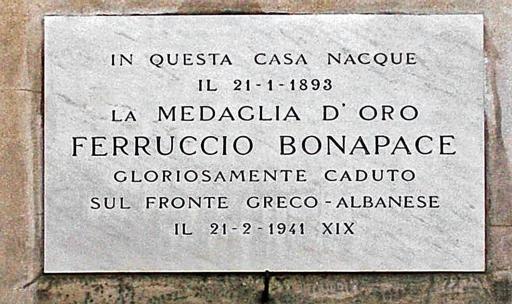 IN QUESTA CASA NACQUE
IL 21-1-1893
LA MEDAGLIA D'ORO
FERRUCCIO BONAPACE
GLORIOSAMENTE CADUTO
SUL FRONTE GRECO-ALBANESE
IL 21-2-1941 XIX